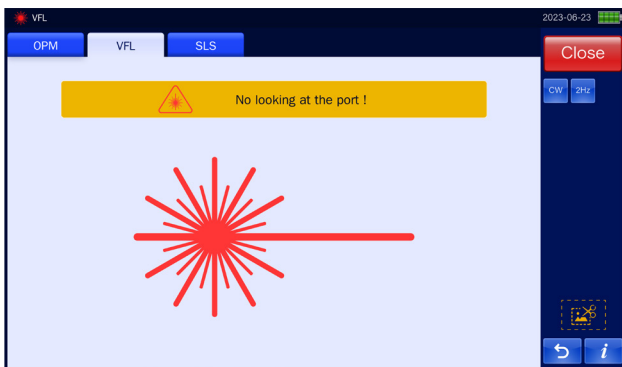 VFL
2023-06-23
OPM
VFL
SLS
Close
No looking at the port !
CW
2Hz
i